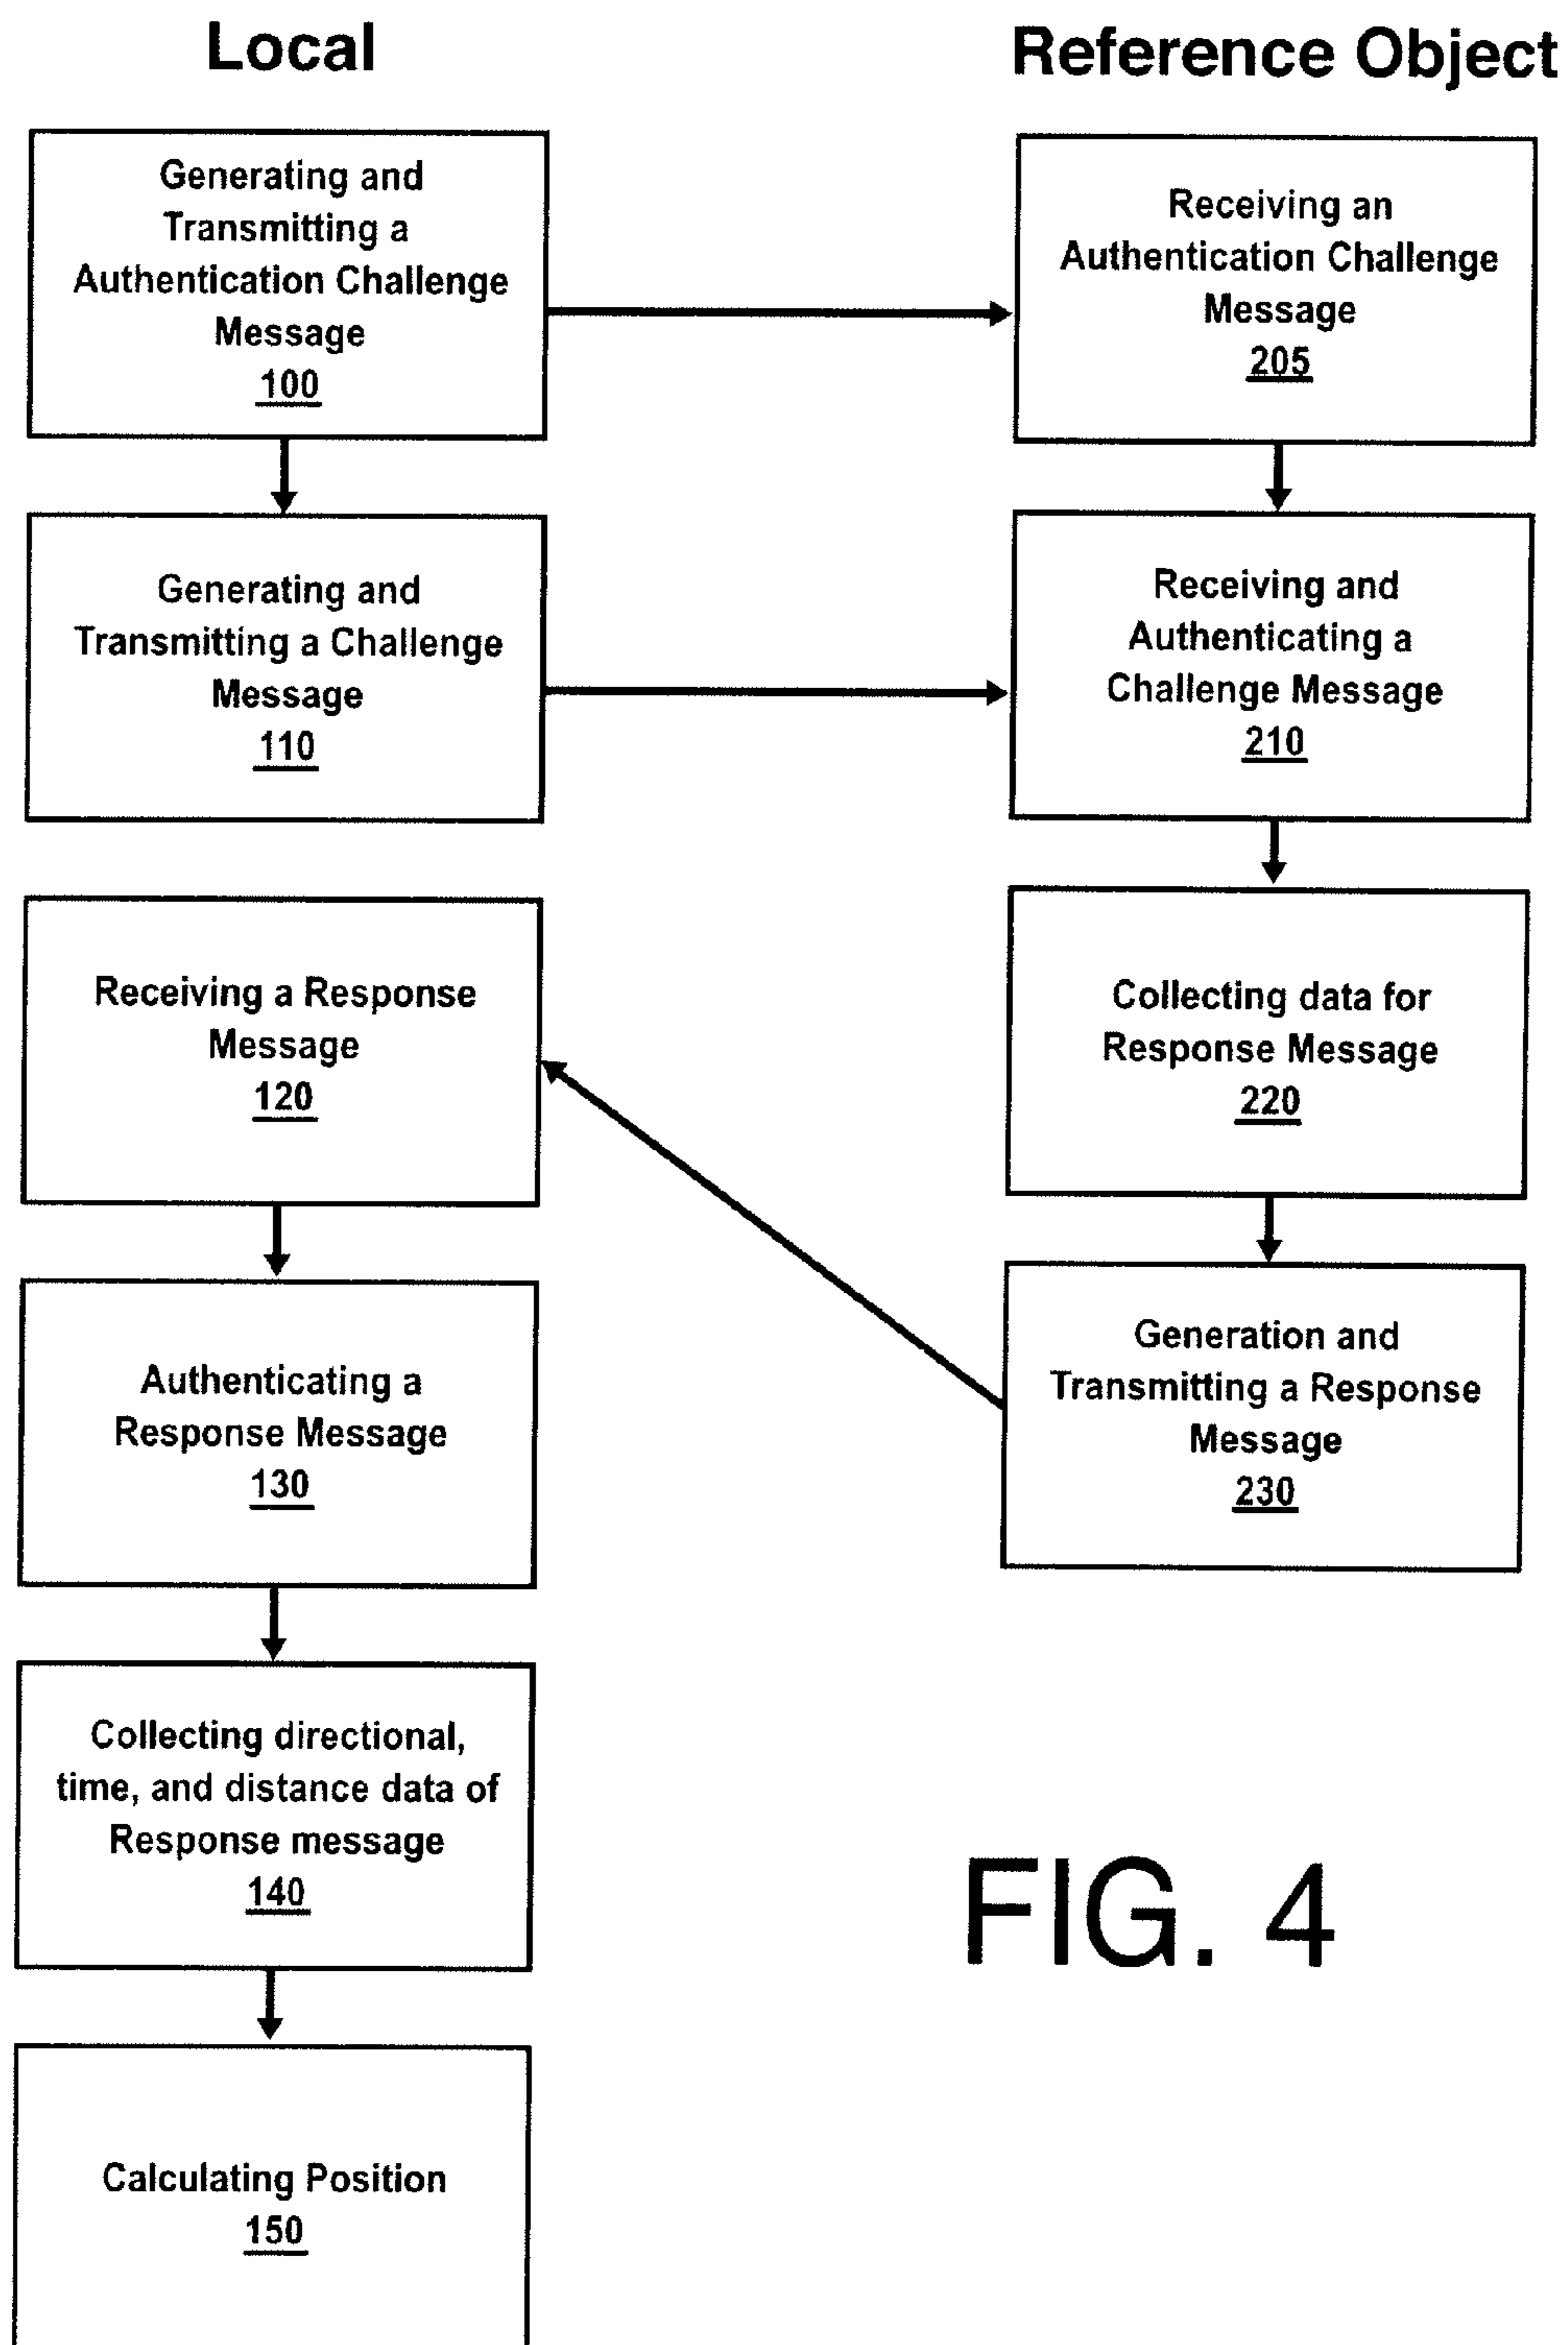 Local
Generating and
Transmitting a
Authentication Challenge
Message
100
Generating and
Transmitting a Challenge
Message
110
Receiving a Response
Message
120
Authenticating a
Response Message
130
Collecting directional,
time, and distance data of
Response message
140
Calculating Position
150
Reference Object
Receiving an
Authentication Challenge
Message
205
Receiving and
Authenticating a
Challenge Message
210
Collecting data for
Response Message
220
Generation and
Transmitting a Response
Message
230
FIG. 4